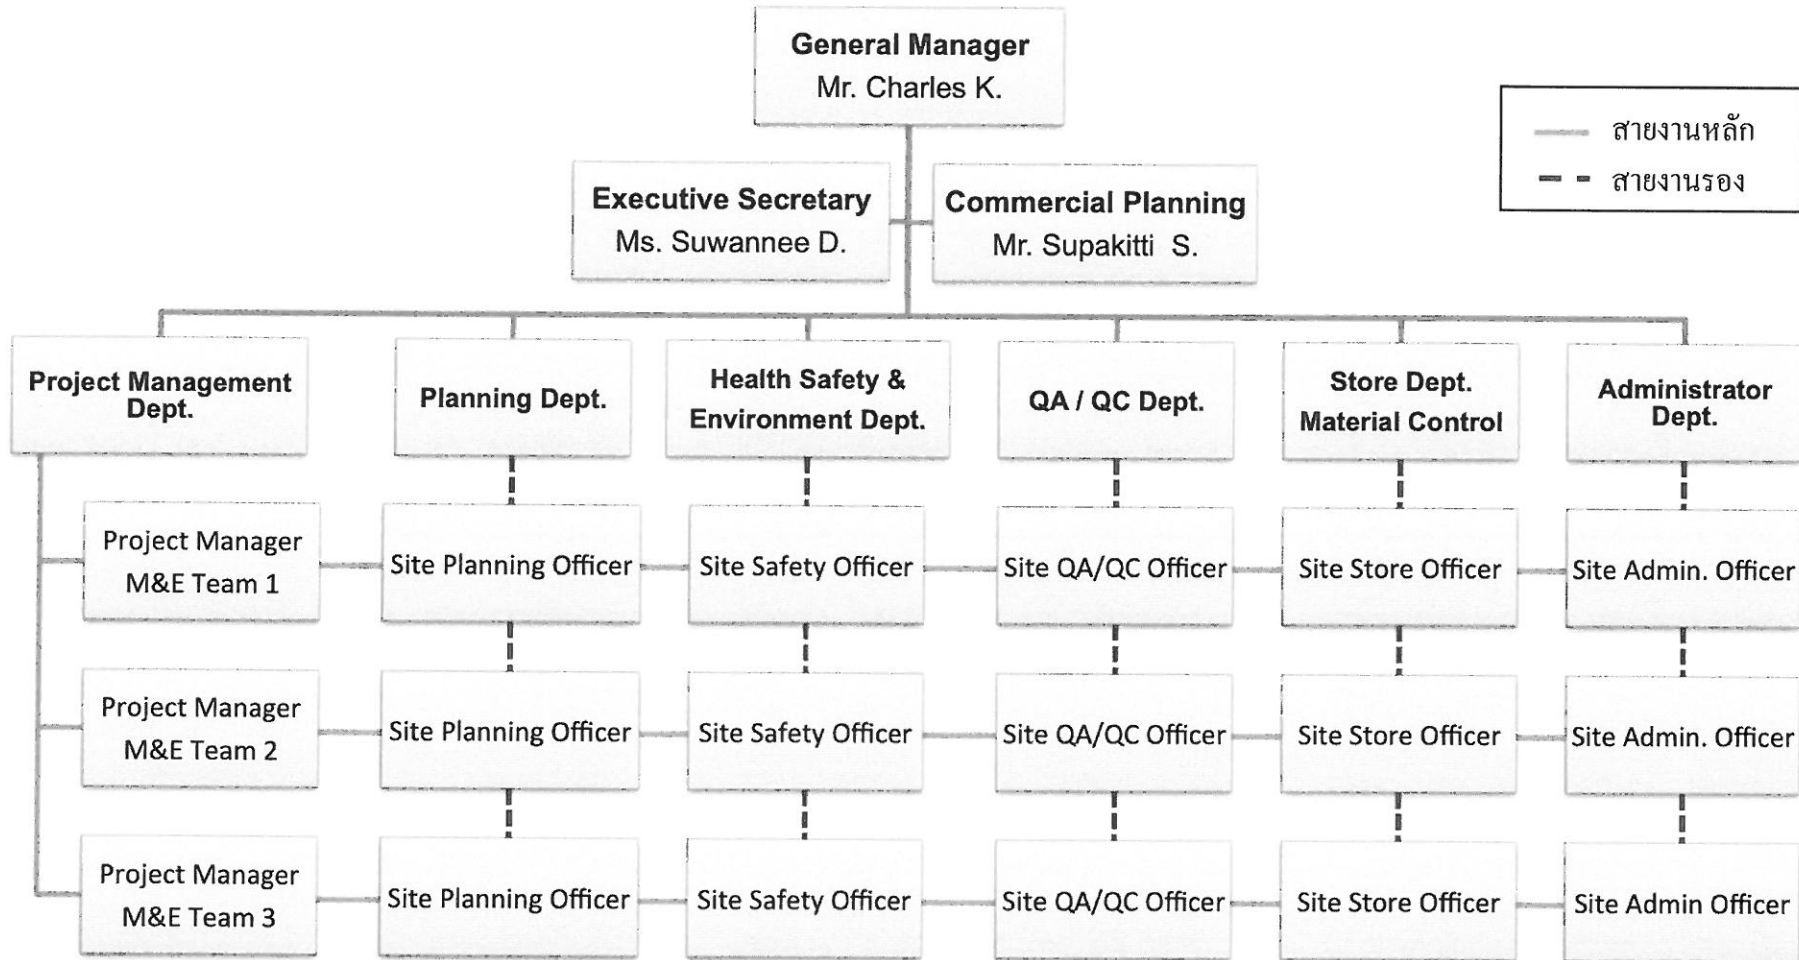 General Manager
Mr. Charles K.
สายงานหลัก
สายงานรอง
Executive Secretary
Ms. Suwannee D.
Commercial Planning
Mr. Supakitti S.
Project Management
Dept.
Planning Dept.
Health Safety &
Environment Dept.
QA / QC Dept.
Store Dept.
Material Control
Administrator
Dept.
Project Manager
M&E Team 1
Site Planning Officer
Site Safety Officer
Site QA/QC Officer
Site Store Officer
Site Admin. Officer
Project Manager
M&E Team 2
Site Planning Officer
Site Safety Officer
Site QA/QC Officer
Site Store Officer
Site Admin. Officer
Project Manager
M&E Team 3
Site Planning Officer
Site Safety Officer
Site QA/QC Officer
Site Store Officer
Site Admin Officer